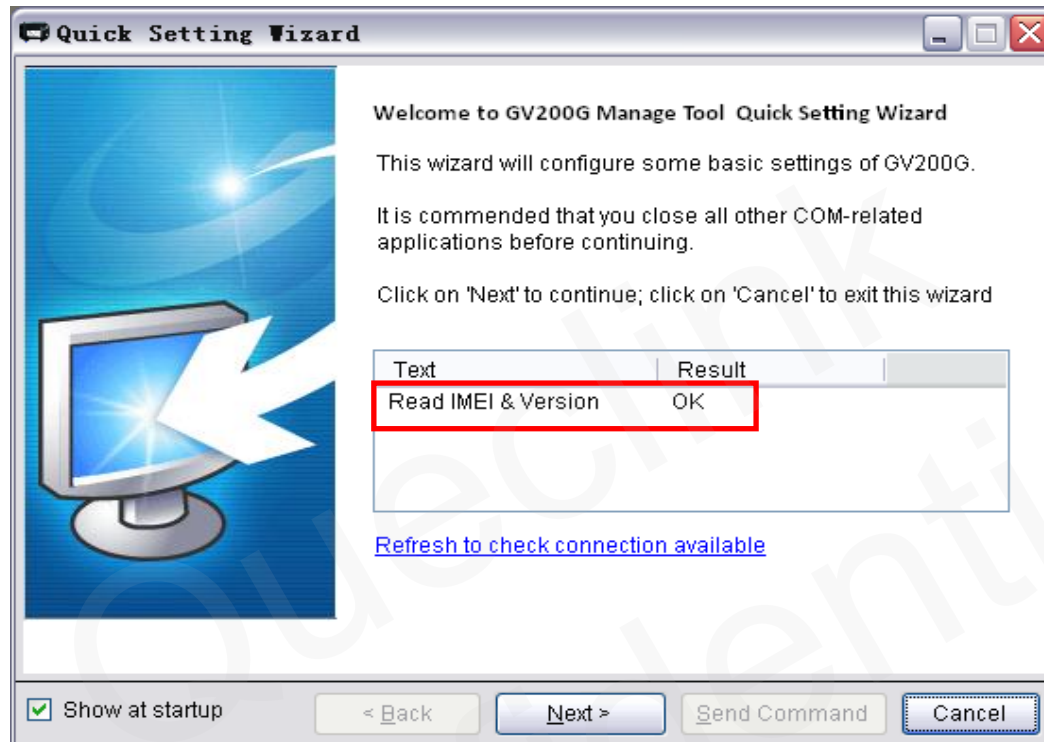 Quick Setting Wizard
Welcome to GV200G Manage Tool Quick Setting Wizard
This wizard will configure some basic settings of GV200G.
It is commended that you close all other COM-related
applications before continuing.
Click on 'Next' to continue; click on 'Cancel' to exit this wizard
Text Result
Read IMEI & Version OK
Refresh to check connection available
Show at startup < Back Next > Send Command Cancel
Queclink